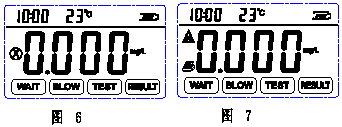 10:00 23℃
0.000 mg/L
WAIT BLOW TEST RESULT
图 6
10:00 23℃
0.000 mg/L
WAIT BLOW TEST RESULT
图 7